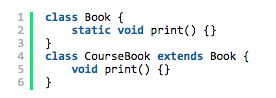 1 class Book {
2     static void print() {}
3 }
4 class CourseBook extends Book {
5     void print() {}
6 }